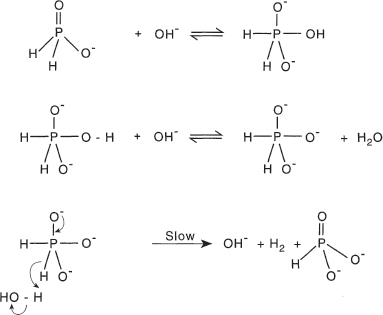 O
P
H
H
O⁻
+ OH⁻ ⇌
O⁻
H P OH
H O⁻
O⁻
H P O - H
H O⁻
+ OH⁻ ⇌
O⁻
H P O⁻
H O⁻
+ H₂O
O⁻
H P O⁻
H O⁻
HO - H
Slow
OH⁻ + H₂ +
O
P
H O⁻
O⁻